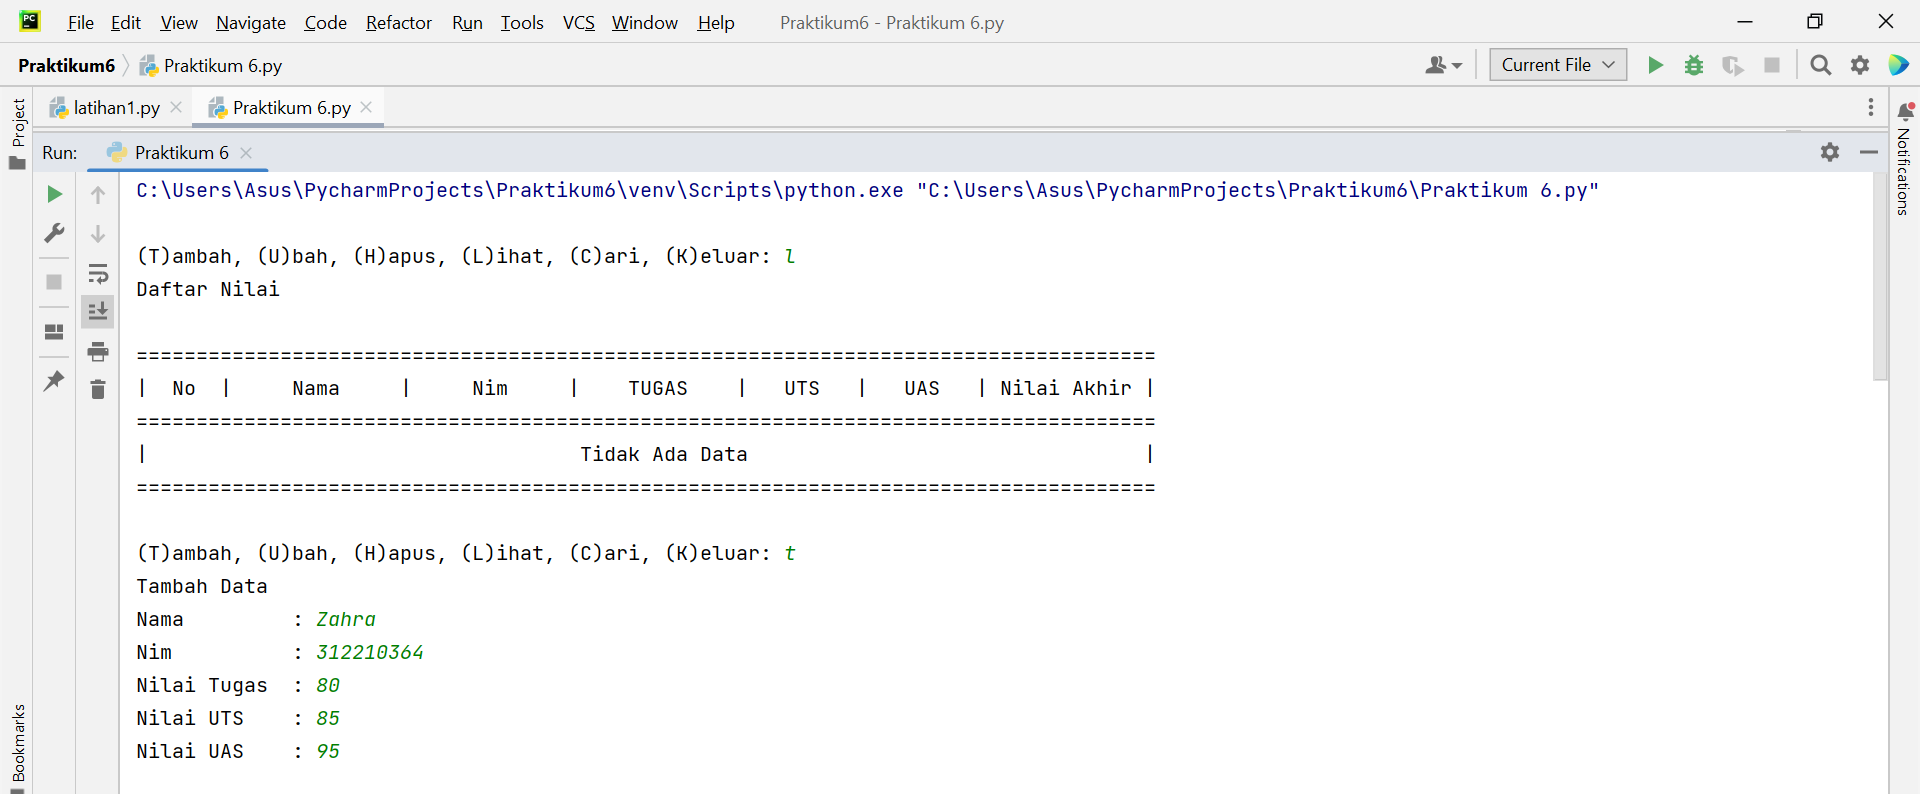 File Edit View Navigate Code Refactor Run Tools VCS Window Help Praktikum6 - Praktikum 6.py
Praktikum6 Praktikum 6.py Current File
Project latihan1.py Praktikum 6.py
Notifications
Run: Praktikum 6
C:\Users\Asus\PycharmProjects\Praktikum6\venv\Scripts\python.exe "C:\Users\Asus\PycharmProjects\Praktikum6\Praktikum 6.py"
(T)ambah, (U)bah, (H)apus, (L)ihat, (C)ari, (K)eluar: l
Daftar Nilai
=====================================================================================
|  No  |     Nama     |     Nim     |    TUGAS    |   UTS   |   UAS   | Nilai Akhir |
=====================================================================================
|                                    Tidak Ada Data                                 |
=====================================================================================
(T)ambah, (U)bah, (H)apus, (L)ihat, (C)ari, (K)eluar: t
Tambah Data
Nama         : Zahra
Nim          : 312210364
Nilai Tugas  : 80
Nilai UTS    : 85
Nilai UAS    : 95
Bookmarks